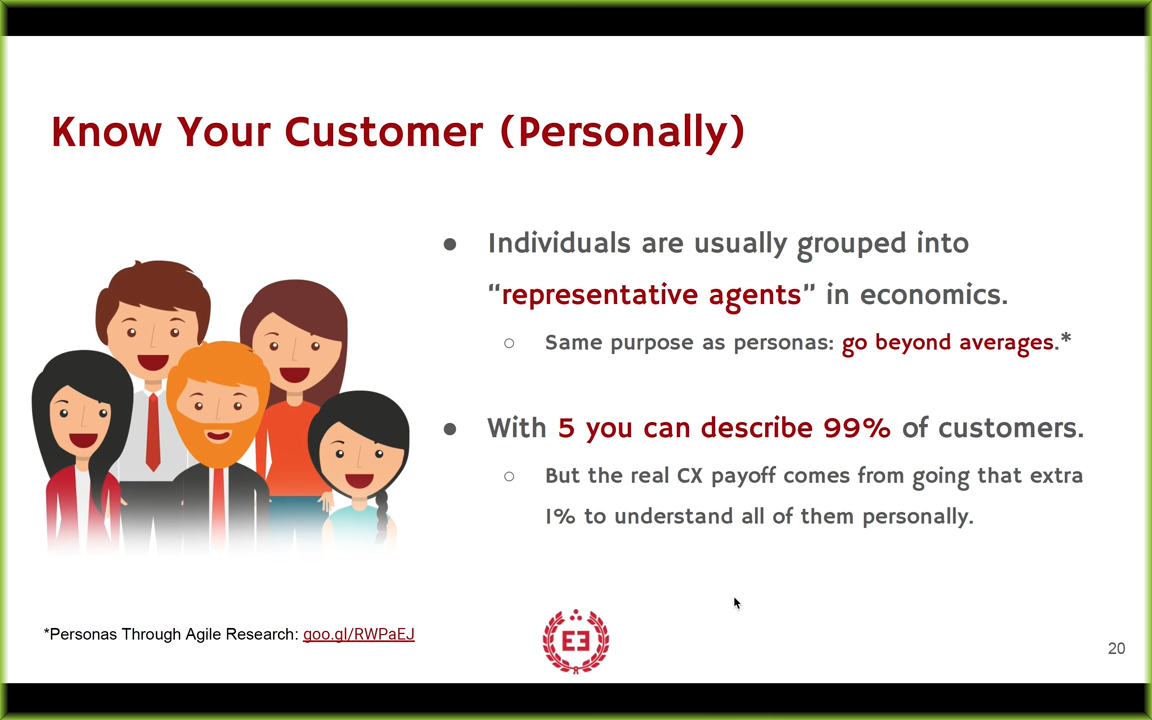 Know Your Customer (Personally)
● Individuals are usually grouped into
“representative agents” in economics.
○ Same purpose as personas: go beyond averages.*
● With 5 you can describe 99% of customers.
○ But the real CX payoff comes from going that extra
1% to understand all of them personally.
*Personas Through Agile Research: goo.gl/RWPaEJ
EE
20